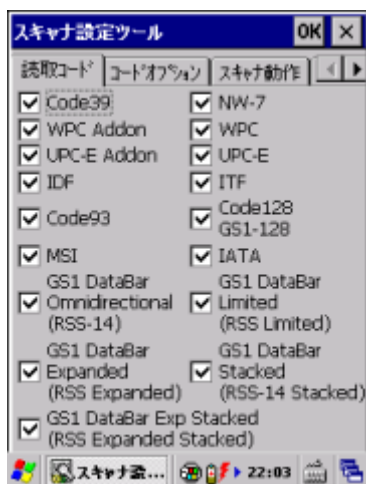 スキャナ設定ツール OK ×
読取コード コードオプション スキャナ動作
Code39 NW-7
WPC Addon WPC
UPC-E Addon UPC-E
IDF ITF
Code93 Code128
GS1-128
MSI IATA
GS1 DataBar
Omnidirectional
(RSS-14)
GS1 DataBar
Limited
(RSS Limited)
GS1 DataBar
Expanded
(RSS Expanded)
GS1 DataBar
Stacked
(RSS-14 Stacked)
GS1 DataBar Exp Stacked
(RSS Expanded Stacked)
スキャナ設... 22:03